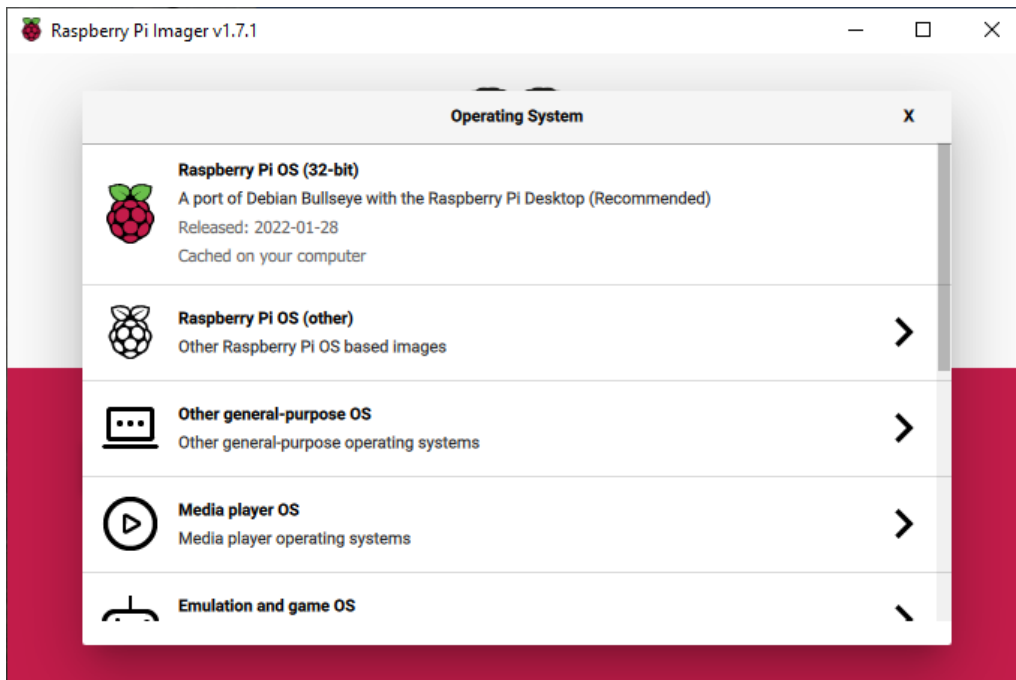 Raspberry Pi Imager v1.7.1
Operating System
X
Raspberry Pi OS (32-bit)
A port of Debian Bullseye with the Raspberry Pi Desktop (Recommended)
Released: 2022-01-28
Cached on your computer
Raspberry Pi OS (other)
Other Raspberry Pi OS based images
Other general-purpose OS
Other general-purpose operating systems
Media player OS
Media player operating systems
Emulation and game OS